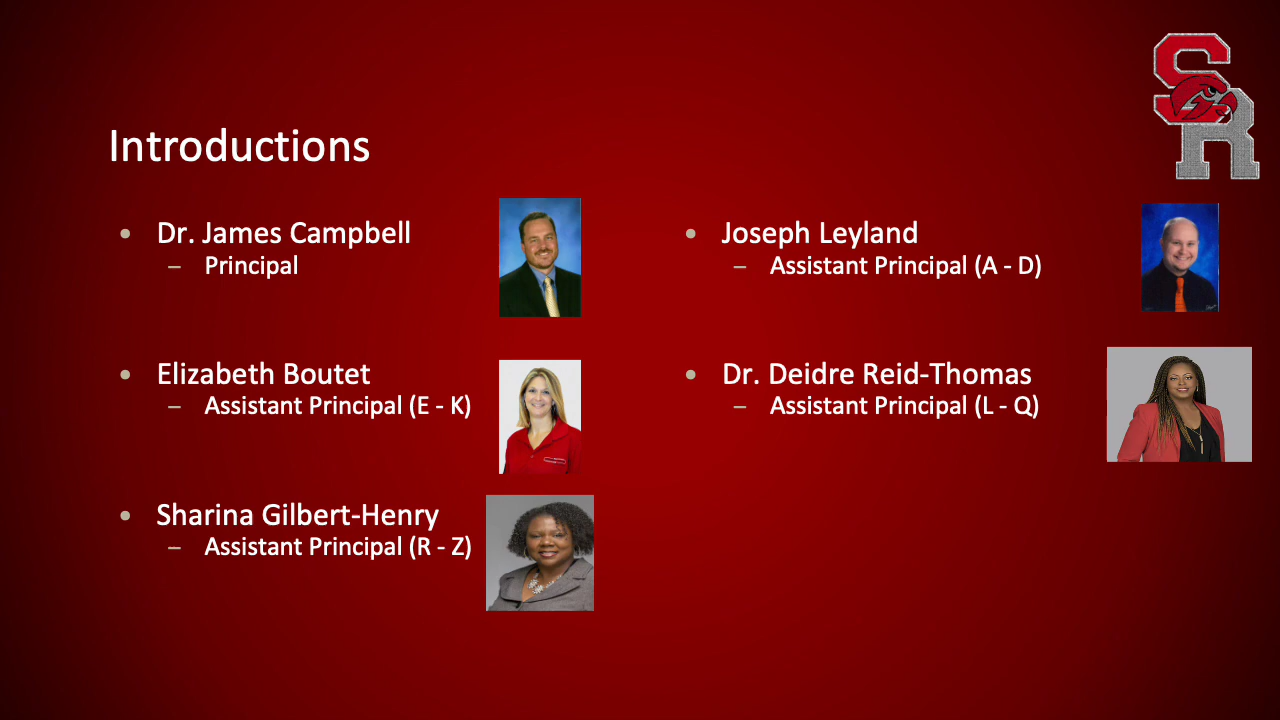 SR
Introductions
• Dr. James Campbell
– Principal
• Joseph Leyland
– Assistant Principal (A - D)
• Elizabeth Boutet
– Assistant Principal (E - K)
• Dr. Deidre Reid-Thomas
– Assistant Principal (L - Q)
• Sharina Gilbert-Henry
– Assistant Principal (R - Z)